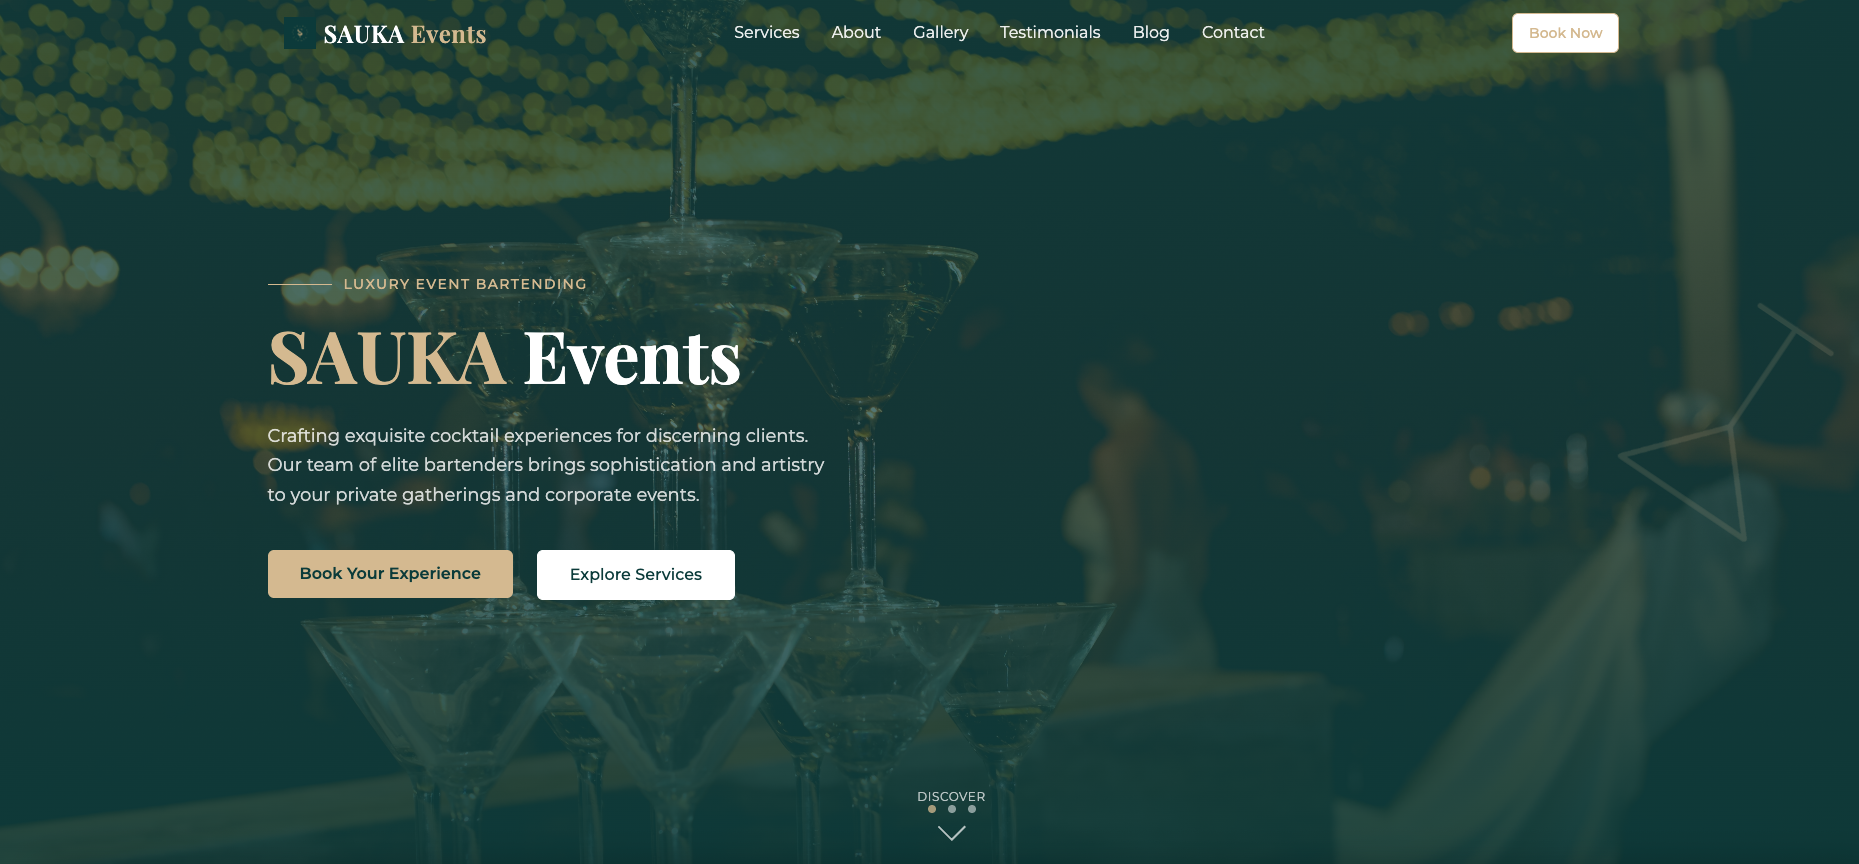 SAUKA Events
Services
About
Gallery
Testimonials
Blog
Contact
Book Now
LUXURY EVENT BARTENDING
SAUKA Events
Crafting exquisite cocktail experiences for discerning clients.
Our team of elite bartenders brings sophistication and artistry
to your private gatherings and corporate events.
Book Your Experience
Explore Services
DISCOVER